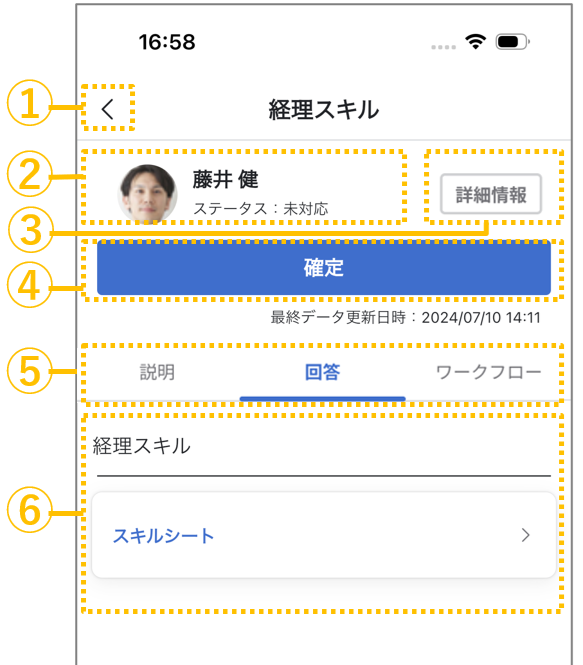 16:58
① 経理スキル
② 藤井 健
ステータス：未対応
③ 詳細情報
④ 確定
最終データ更新日時：2024/07/10 14:11
⑤ 説明 回答 ワークフロー
経理スキル
⑥ スキルシート